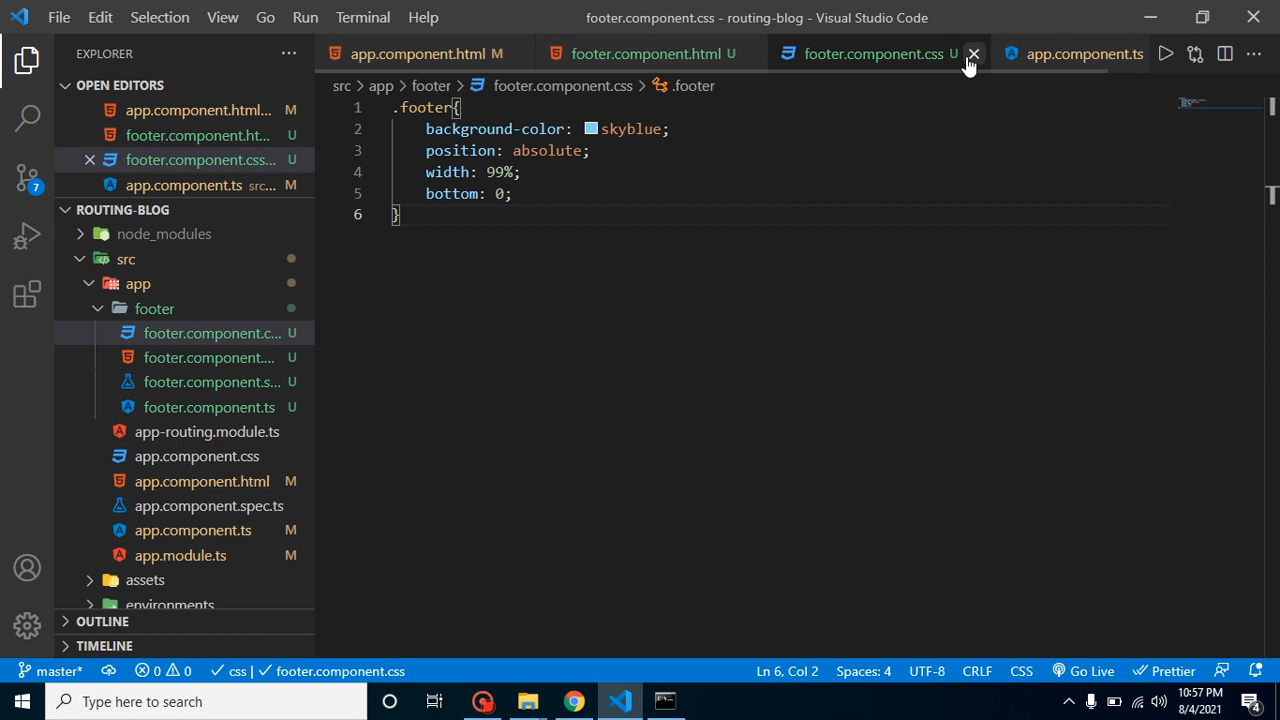 File Edit Selection View Go Run Terminal Help
footer.component.css - routing-blog - Visual Studio Code
EXPLORER
app.component.html M
footer.component.html U
footer.component.css U
app.component.ts
OPEN EDITORS
app.component.html... M
footer.component.ht... U
footer.component.css... U
app.component.ts src... M
ROUTING-BLOG
node_modules
src
app
footer
footer.component.c... U
footer.component.... U
footer.component.s... U
footer.component.ts U
app-routing.module.ts
app.component.css
app.component.html M
app.component.spec.ts
app.component.ts M
app.module.ts M
assets
environments
OUTLINE
TIMELINE
7
src > app > footer > footer.component.css > .footer
1 .footer{
2 background-color: skyblue;
3 position: absolute;
4 width: 99%;
5 bottom: 0;
6 }
master* 0 0 css | footer.component.css
Ln 6, Col 2 Spaces: 4 UTF-8 CRLF CSS Go Live Prettier
Type here to search
10:57 PM
8/4/2021
4